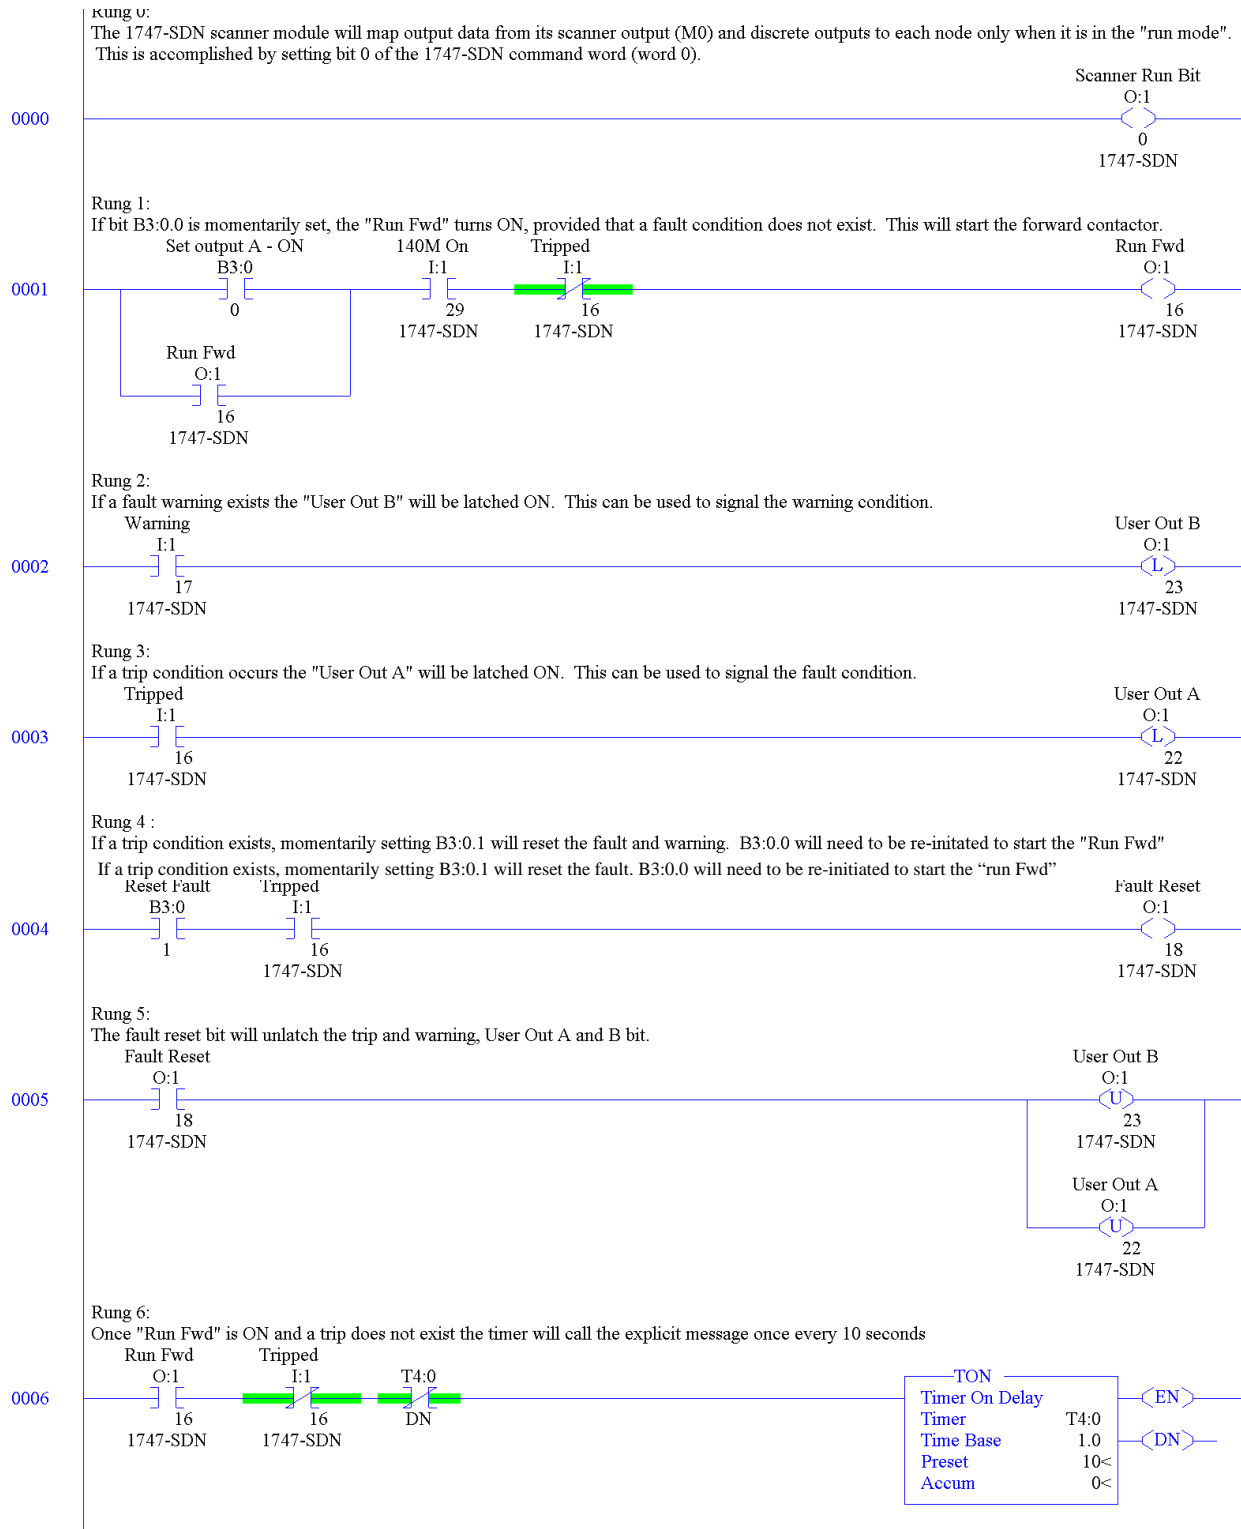 Rung 0:
The 1747-SDN scanner module will map output data from its scanner output (M0) and discrete outputs to each node only when it is in the "run mode".
This is accomplished by setting bit 0 of the 1747-SDN command word (word 0).
Scanner Run Bit
O:1
0000
0
1747-SDN
Rung 1:
If bit B3:0.0 is momentarily set, the "Run Fwd" turns ON, provided that a fault condition does not exist. This will start the forward contactor.
Set output A - ON 140M On Tripped Run Fwd
B3:0 I:1 I:1 O:1
0001
0 29 16 16
1747-SDN 1747-SDN 1747-SDN
Run Fwd
O:1
16
1747-SDN
Rung 2:
If a fault warning exists the "User Out B" will be latched ON. This can be used to signal the warning condition.
Warning User Out B
I:1 O:1
0002 L
17 23
1747-SDN 1747-SDN
Rung 3:
If a trip condition occurs the "User Out A" will be latched ON. This can be used to signal the fault condition.
Tripped User Out A
I:1 O:1
0003 L
16 22
1747-SDN 1747-SDN
Rung 4 :
If a trip condition exists, momentarily setting B3:0.1 will reset the fault and warning. B3:0.0 will need to be re-initated to start the "Run Fwd"
If a trip condition exists, momentarily setting B3:0.1 will reset the fault. B3:0.0 will need to be re-initiated to start the “run Fwd”
Reset Fault Tripped Fault Reset
B3:0 I:1 O:1
0004
1 16 18
1747-SDN 1747-SDN
Rung 5:
The fault reset bit will unlatch the trip and warning, User Out A and B bit.
Fault Reset User Out B
O:1 O:1
0005 U
18 23
1747-SDN 1747-SDN
User Out A
O:1
U
22
1747-SDN
Rung 6:
Once "Run Fwd" is ON and a trip does not exist the timer will call the explicit message once every 10 seconds
Run Fwd Tripped
O:1 I:1 T4:0 TON
0006 Timer On Delay EN
16 16 DN Timer T4:0
1747-SDN 1747-SDN Time Base 1.0 DN
Preset 10<
Accum 0<